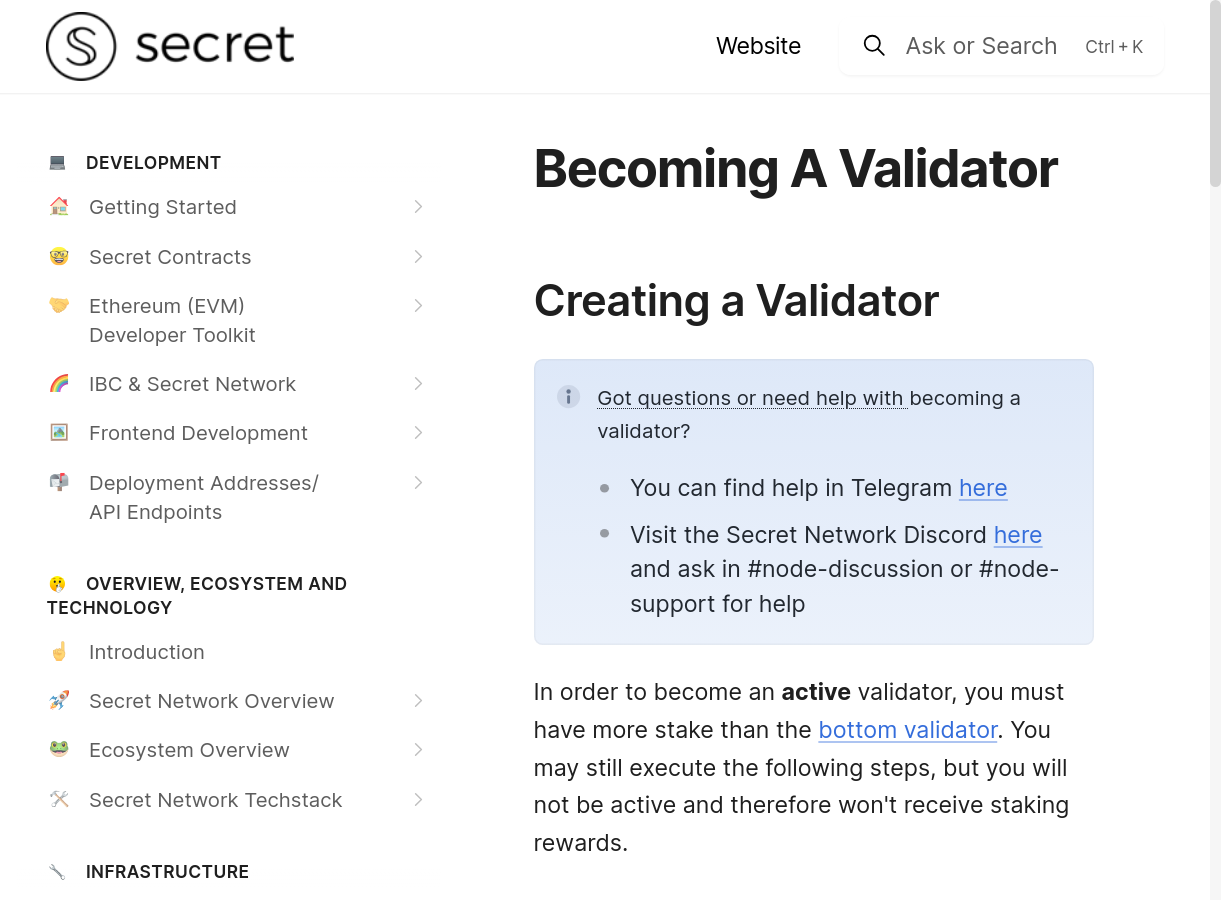 secret
Website
Ask or Search
Ctrl + K
DEVELOPMENT
Getting Started
Secret Contracts
Ethereum (EVM)
Developer Toolkit
IBC & Secret Network
Frontend Development
Deployment Addresses/
API Endpoints
OVERVIEW, ECOSYSTEM AND
TECHNOLOGY
Introduction
Secret Network Overview
Ecosystem Overview
Secret Network Techstack
INFRASTRUCTURE
Becoming A Validator
Creating a Validator
Got questions or need help with becoming a
validator?
You can find help in Telegram here
Visit the Secret Network Discord here
and ask in #node-discussion or #node-
support for help
In order to become an active validator, you must
have more stake than the bottom validator. You
may still execute the following steps, but you will
not be active and therefore won't receive staking
rewards.